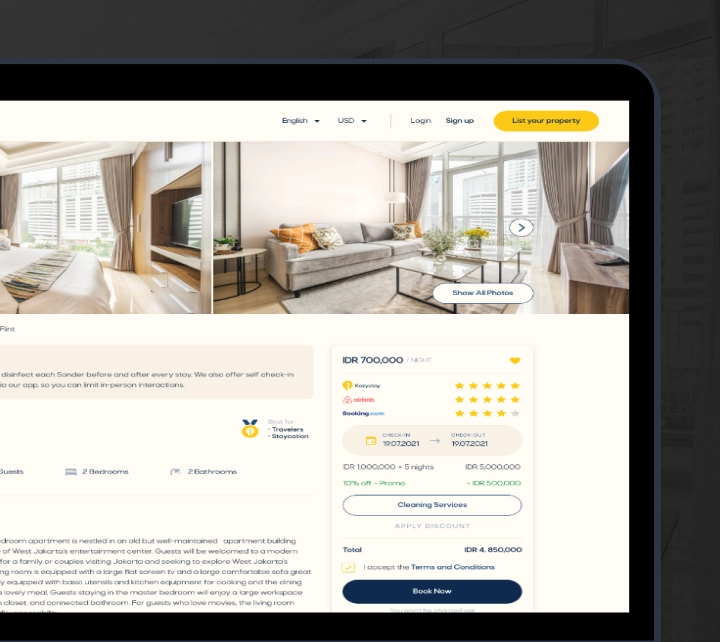 English
USD
Login
Sign up
List your property
Show All Photos
Flint
disinfect each Sonder before and after every stay. We also offer self check-in
via our app, so you can limit in-person interactions.
Best for:
• Travelers
• Staycation
Guests
2 Bedrooms
2 Bathrooms
edroom apartment is nestled in an old but well-maintained apartment building
of West Jakarta's entertainment center. Guests will be welcomed to a modern
for a family or couples visiting Jakarta and seeking to explore West Jakarta's
ng room is equipped with a large flat screen tv and a large comfortable sofa great
y equipped with basic utensils and kitchen equipment for cooking and the dining
a lovely meal. Guests staying in the master bedroom will enjoy a large workspace
closet, and connected bathroom. For guests who love movies, the living room
IDR 700,000 / NIGHT
Kozystay
airbnb
Booking.com
CHECK-IN
19.07.2021
CHECK-OUT
19.07.2021
IDR 1,000,000 × 5 nights
IDR 5,000,000
10% off - Promo
- IDR 500,000
Cleaning Services
APPLY DISCOUNT
Total
IDR 4, 850,000
I accept the Terms and Conditions
Book Now